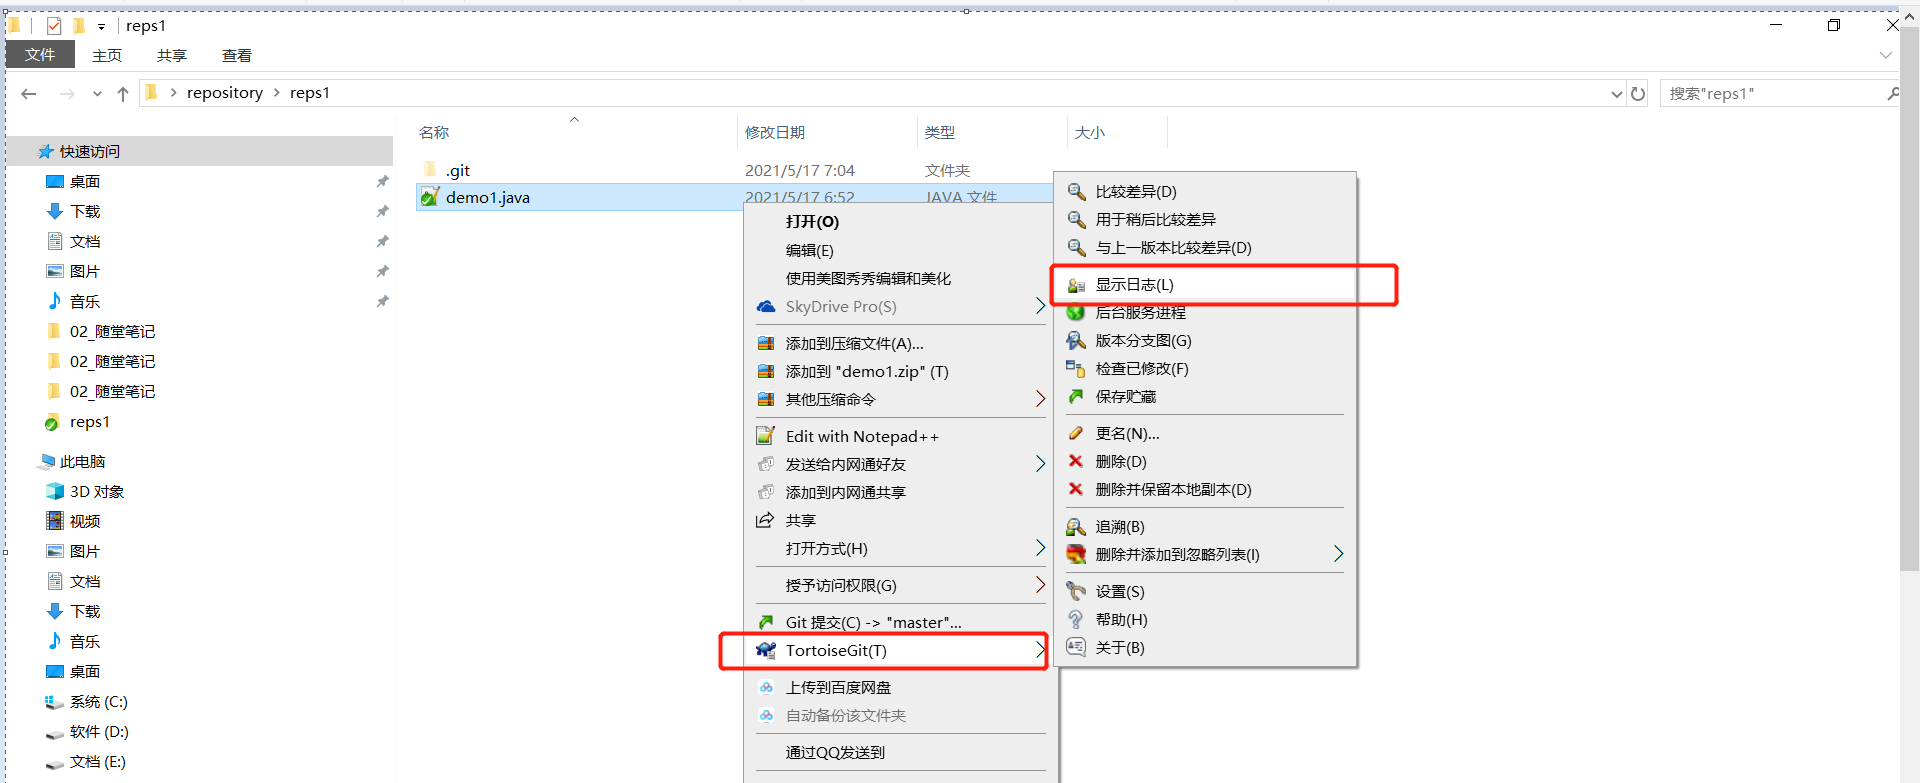 reps1
文件 主页 共享 查看
repository reps1 搜索"reps1"
名称 修改日期 类型 大小
.git 2021/5/17 7:04 文件夹
demo1.java 2021/5/17 6:52 JAVA 文件
快速访问
桌面
下载
文档
图片
音乐
02_随堂笔记
02_随堂笔记
02_随堂笔记
reps1
此电脑
3D 对象
视频
图片
文档
下载
音乐
桌面
系统 (C:)
软件 (D:)
文档 (E:)
打开(O)
编辑(E)
使用美图秀秀编辑和美化
SkyDrive Pro(S)
添加到压缩文件(A)...
添加到 "demo1.zip" (T)
其他压缩命令
Edit with Notepad++
发送给内网通好友
添加到内网通共享
共享
打开方式(H)
授予访问权限(G)
Git 提交(C) -> "master"...
TortoiseGit(T)
上传到百度网盘
自动备份该文件夹
通过QQ发送到
比较差异(D)
用于稍后比较差异
与上一版本比较差异(D)
显示日志(L)
后台服务进程
版本分支图(G)
检查已修改(F)
保存贮藏
更名(N)...
删除(D)
删除并保留本地副本(D)
追溯(B)
删除并添加到忽略列表(I)
设置(S)
帮助(H)
关于(B)